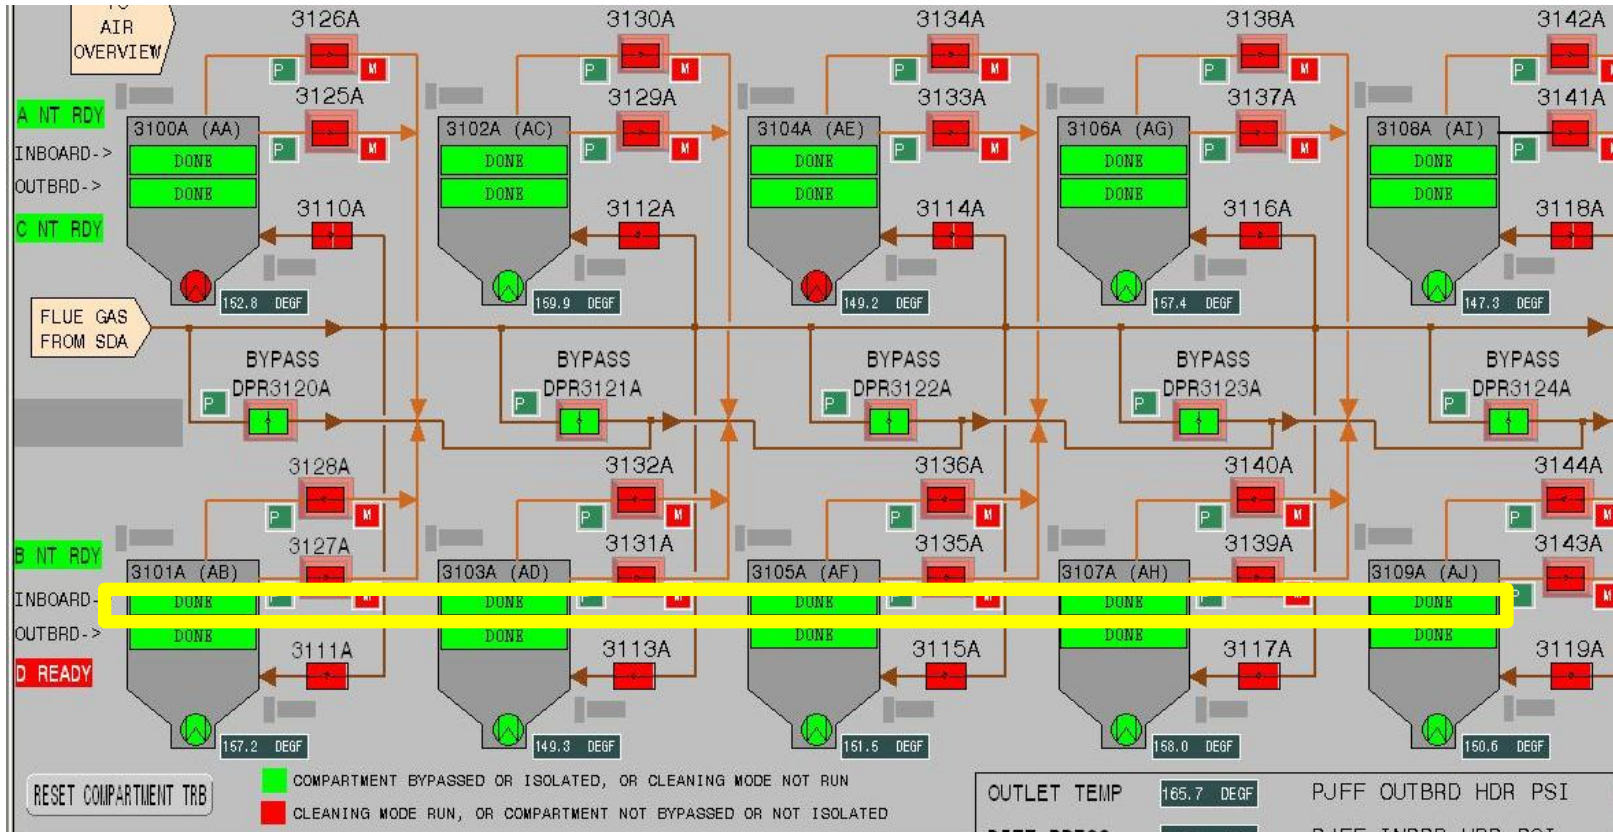 AIR
OVERVIEW
3126A 3130A 3134A 3138A 3142A
P M P M P M P M P
3125A 3129A 3133A 3137A 3141A
A NT RDY
3100A (AA) 3102A (AC) 3104A (AE) 3106A (AG) 3108A (AI)
P M P M P M P M P
INBOARD-> DONE DONE DONE DONE DONE
OUTBRD-> DONE DONE DONE DONE DONE
C NT RDY
3110A 3112A 3114A 3116A 3118A
152.8 DEGF 159.9 DEGF 149.2 DEGF 157.4 DEGF 147.3 DEGF
FLUE GAS
FROM SDA
BYPASS BYPASS BYPASS BYPASS BYPASS
DPR3120A DPR3121A DPR3122A DPR3123A DPR3124A
P P P P P
3128A 3132A 3136A 3140A 3144A
P M P M P M P M P
B NT RDY
3127A 3131A 3135A 3139A 3143A
3101A (AB) 3103A (AD) 3105A (AF) 3107A (AH) 3109A (AJ)
INBOARD- DONE DONE DONE DONE DONE
P M P M P M P M P M
OUTBRD-> DONE DONE DONE DONE DONE
D READY
3111A 3113A 3115A 3117A 3119A
157.2 DEGF 149.3 DEGF 151.5 DEGF 158.0 DEGF 150.6 DEGF
RESET COMPARTMENT TRB
COMPARTMENT BYPASSED OR ISOLATED, OR CLEANING MODE NOT RUN
CLEANING MODE RUN, OR COMPARTMENT NOT BYPASSED OR NOT ISOLATED
OUTLET TEMP 165.7 DEGF PJFF OUTBRD HDR PSI